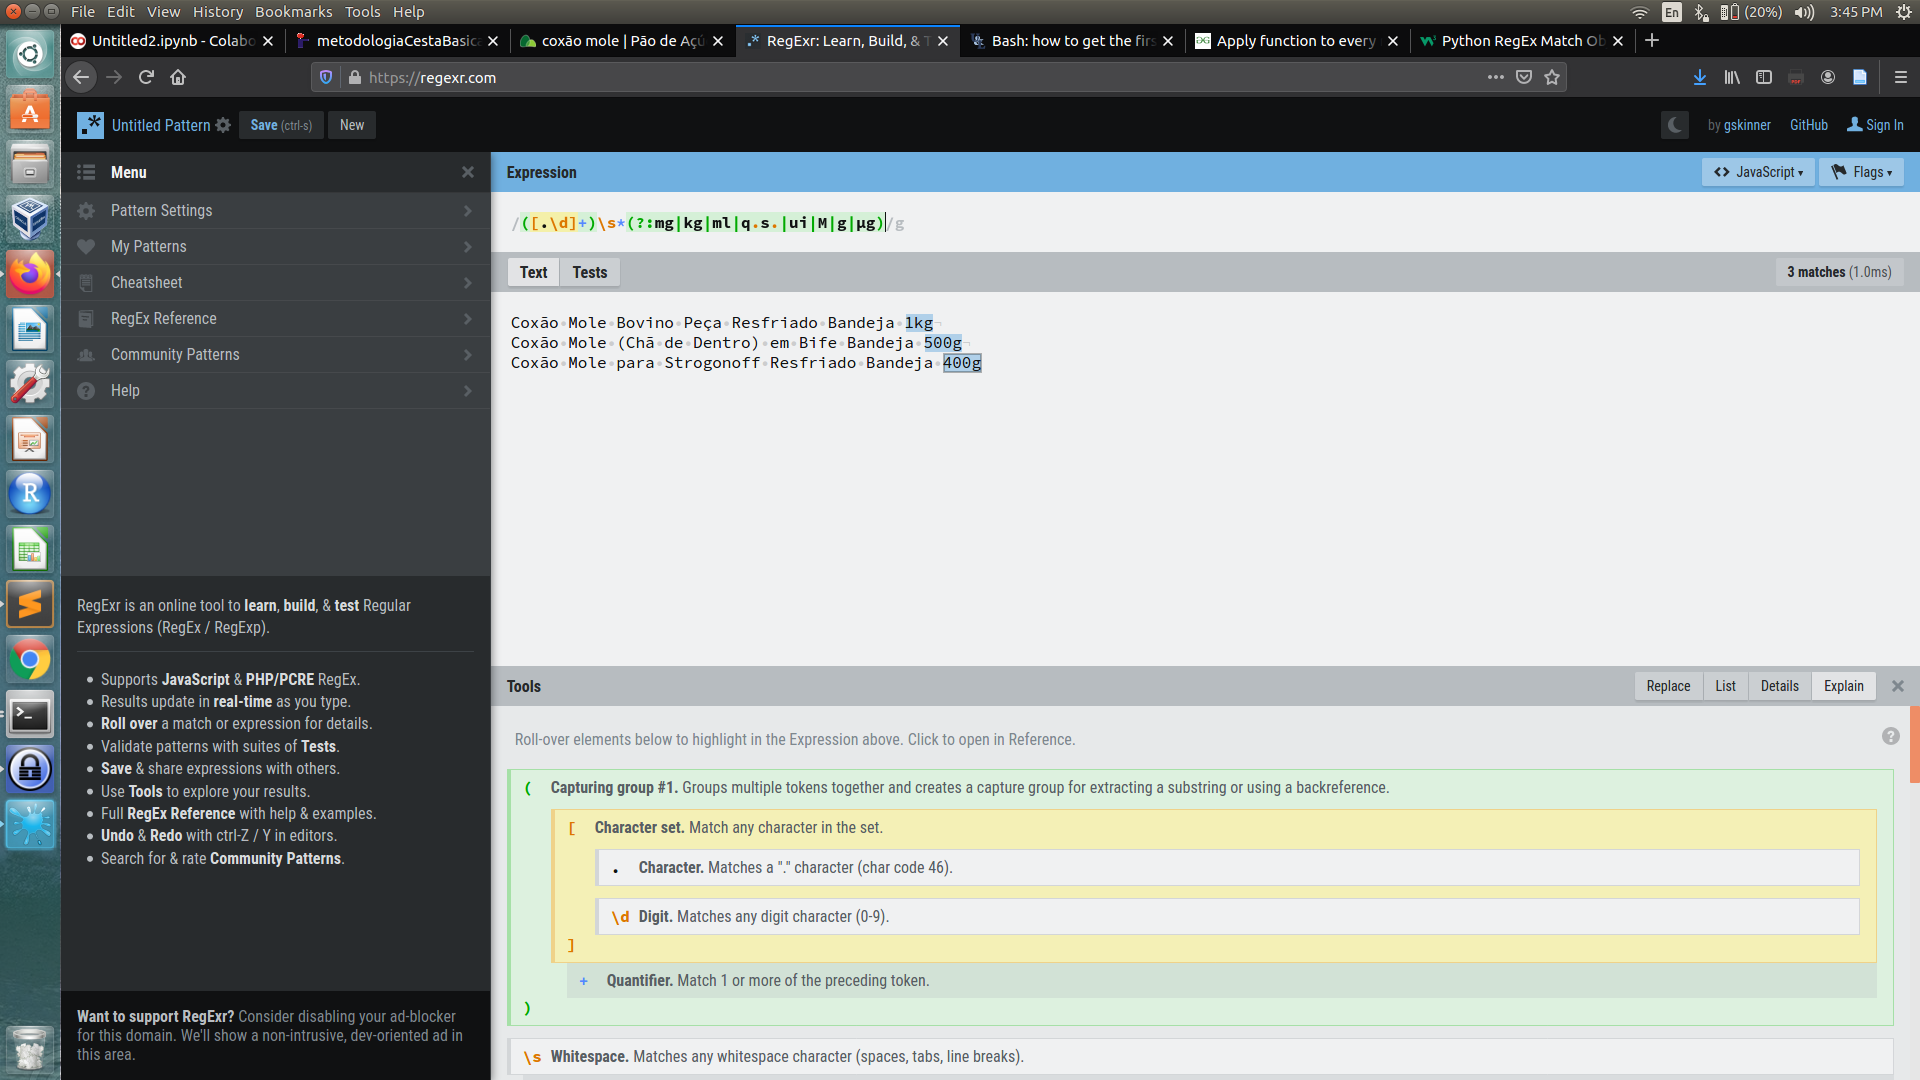 File Edit View History Bookmarks Tools Help
En (20%) 3:45 PM
Untitled2.ipynb - Colabo
metodologiaCestaBasica
coxão mole | Pão de Açú
RegExr: Learn, Build, & T
Bash: how to get the firs
Apply function to every
Python RegEx Match Ob
https://regexr.com
Untitled Pattern Save (ctrl-s) New
by gskinner GitHub Sign In
Menu
Pattern Settings
My Patterns
Cheatsheet
RegEx Reference
Community Patterns
Help
RegExr is an online tool to learn, build, & test Regular
Expressions (RegEx / RegExp).
Supports JavaScript & PHP/PCRE RegEx.
Results update in real-time as you type.
Roll over a match or expression for details.
Validate patterns with suites of Tests.
Save & share expressions with others.
Use Tools to explore your results.
Full RegEx Reference with help & examples.
Undo & Redo with ctrl-Z / Y in editors.
Search for & rate Community Patterns.
Want to support RegExr? Consider disabling your ad-blocker
for this domain. We'll show a non-intrusive, dev-oriented ad in
this area.
Expression JavaScript Flags
/([.\d]+)\s*(?:mg|kg|ml|q.s.|ui|M|g|µg)/g
Text Tests 3 matches (1.0ms)
Coxão Mole Bovino Peça Resfriado Bandeja 1kg
Coxão Mole (Chã de Dentro) em Bife Bandeja 500g
Coxão Mole para Strogonoff Resfriado Bandeja 400g
Tools Replace List Details Explain
Roll-over elements below to highlight in the Expression above. Click to open in Reference.
( Capturing group #1. Groups multiple tokens together and creates a capture group for extracting a substring or using a backreference.
[ Character set. Match any character in the set.
. Character. Matches a "." character (char code 46).
\d Digit. Matches any digit character (0-9).
]
+ Quantifier. Match 1 or more of the preceding token.
)
\s Whitespace. Matches any whitespace character (spaces, tabs, line breaks).